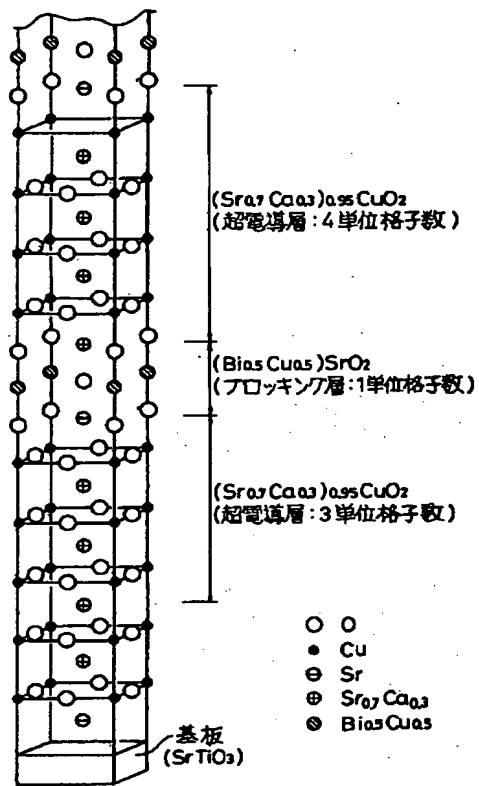 (Sr0.7Ca0.3)0.95CuO2
(超電導層:4単位格子数)
(Bi0.5Cu0.5)SrO2
(ブロッキング層:1単位格子数)
(Sr0.7Ca0.3)0.95CuO2
(超電導層:3単位格子数)
O
Cu
Sr
Sr0.7Ca0.3
Bi0.5Cu0.5
基板
(SrTiO3)